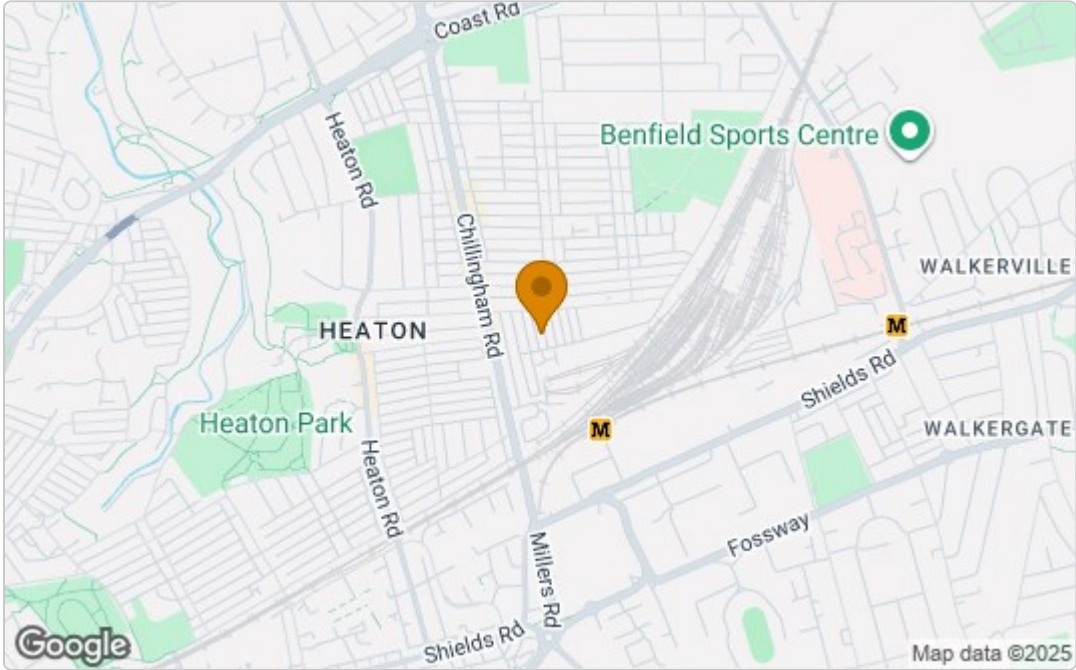 Coast Rd
Heaton Rd
Benfield Sports Centre
Chillingham Rd
WALKERVILLE
HEATON
M
Shields Rd
Heaton Park
M
WALKERGATE
Heaton Rd
Fossway
Millers Rd
Shields Rd
Google
Map data ©2025